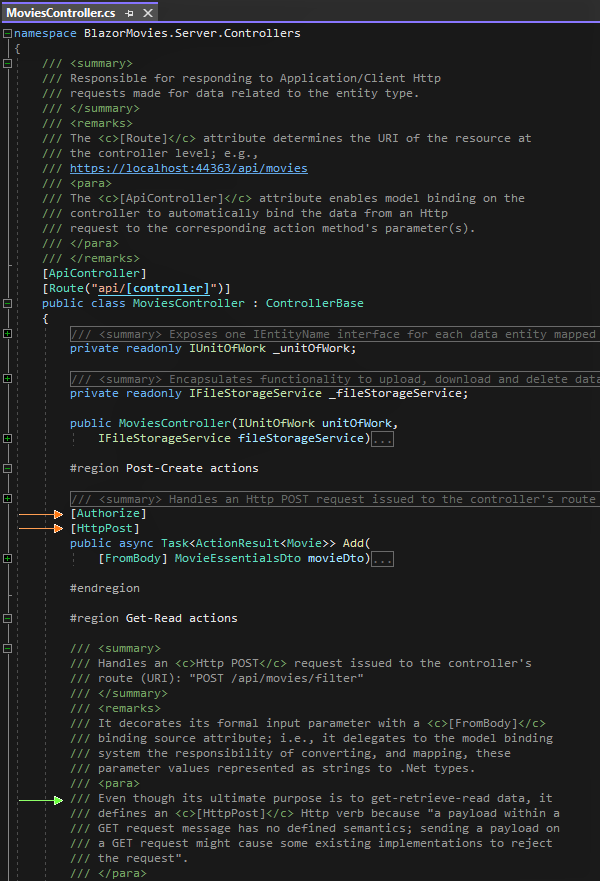 MoviesController.cs
namespace BlazorMovies.Server.Controllers
{
/// <summary>
/// Responsible for responding to Application/Client Http
/// requests made for data related to the entity type.
/// </summary>
/// <remarks>
/// The <c>[Route]</c> attribute determines the URI of the resource at
/// the controller level; e.g.,
/// https://localhost:44363/api/movies
/// <para>
/// The <c>[ApiController]</c> attribute enables model binding on the
/// controller to automatically bind the data from an Http
/// request to the corresponding action method's parameter(s).
/// </para>
/// </remarks>
[ApiController]
[Route("api/[controller]")]
public class MoviesController : ControllerBase
{
/// <summary> Exposes one IEntityName interface for each data entity mapped
private readonly IUnitOfWork _unitOfWork;
/// <summary> Encapsulates functionality to upload, download and delete data
private readonly IFileStorageService _fileStorageService;
public MoviesController(IUnitOfWork unitOfWork,
IFileStorageService fileStorageService)...
#region Post-Create actions
/// <summary> Handles an Http POST request issued to the controller's route
[Authorize]
[HttpPost]
public async Task<ActionResult<Movie>> Add(
[FromBody] MovieEssentialsDto movieDto)...
#endregion
#region Get-Read actions
/// <summary>
/// Handles an <c>Http POST</c> request issued to the controller's
/// route (URI): "POST /api/movies/filter"
/// </summary>
/// <remarks>
/// It decorates its formal input parameter with a <c>[FromBody]</c>
/// binding source attribute; i.e., it delegates to the model binding
/// system the responsibility of converting, and mapping, these
/// parameter values represented as strings to .Net types.
/// <para>
/// Even though its ultimate purpose is to get-retrieve-read data, it
/// defines an <c>[HttpPost]</c> Http verb because "a payload within a
/// GET request message has no defined semantics; sending a payload on
/// a GET request might cause some existing implementations to reject
/// the request".
/// </para>